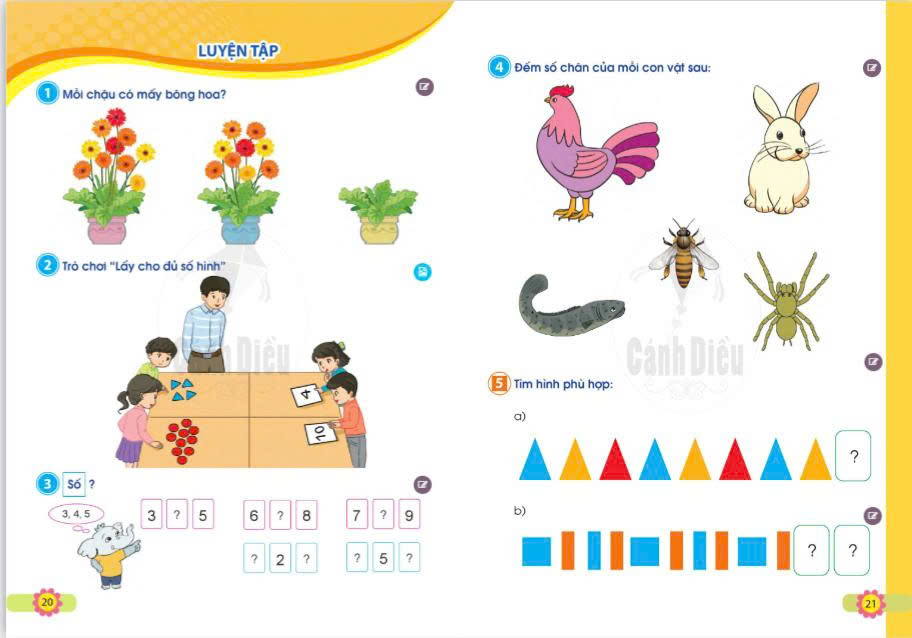 LUYỆN TẬP
1 Mỗi chậu có mấy bông hoa?
2 Trò chơi "Lấy cho đủ số hình"
4
10
3 Số ?
3, 4, 5
3 ? 5
6 ? 8
7 ? 9
? 2 ?
? 5 ?
20
4 Đếm số chân của mỗi con vật sau:
Cánh Diều
Cánh Diều
5 Tìm hình phù hợp:
a)
?
b)
? ?
21